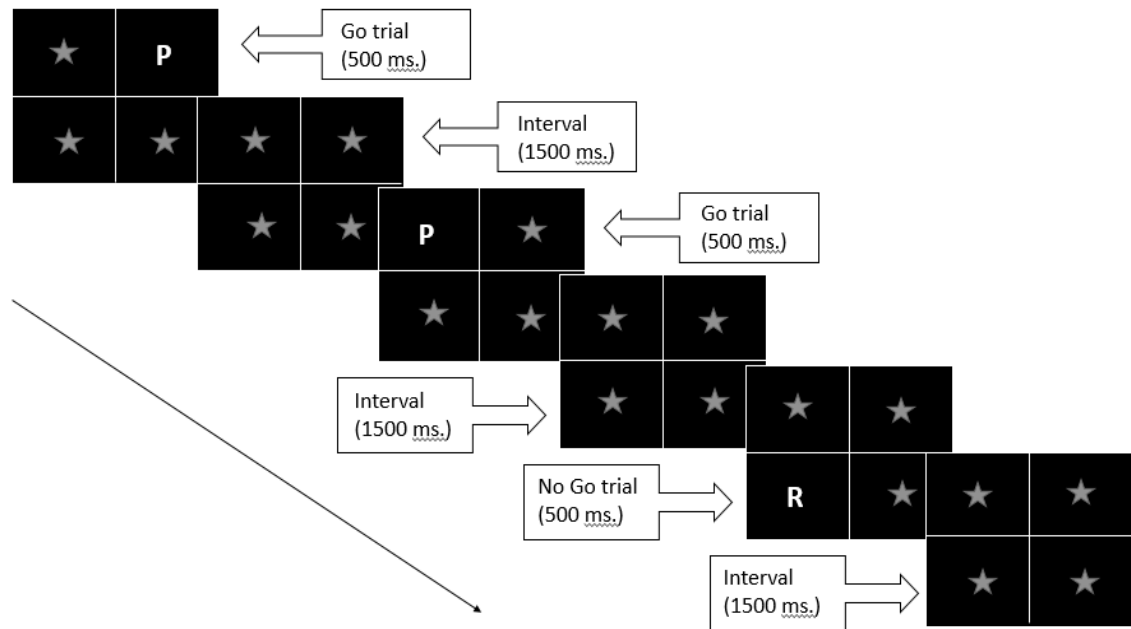 P
Go trial
(500 ms.)
Interval
(1500 ms.)
P
Go trial
(500 ms.)
Interval
(1500 ms.)
R
No Go trial
(500 ms.)
Interval
(1500 ms.)